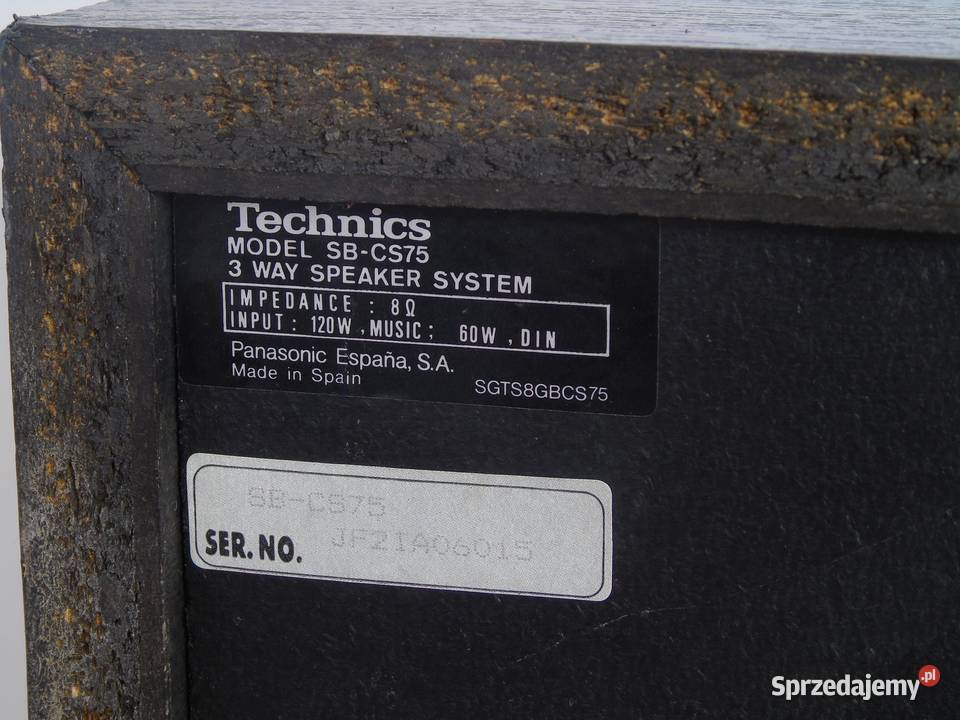 Technics
MODEL SB-CS75
3 WAY SPEAKER SYSTEM
IMPEDANCE : 8Ω
INPUT: 120W, MUSIC; 60W, DIN
Panasonic España, S.A.
Made in Spain
SGTS8GBCS75
SB-CS75
SER. NO. JF2IA06015
Sprzedajemy.pl